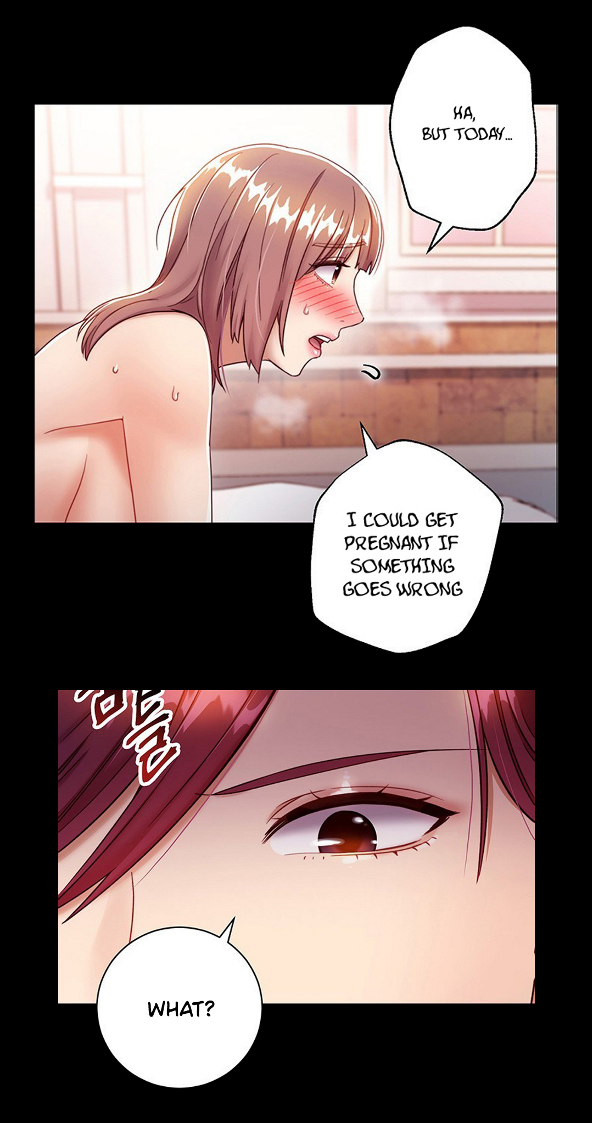 HA,
BUT TODAY...
I COULD GET
PREGNANT IF
SOMETHING
GOES WRONG
WHAT?